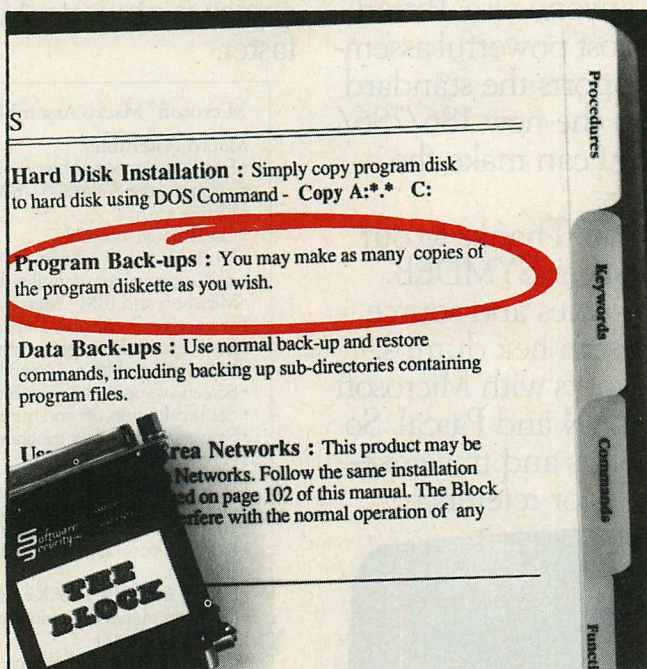 S
Hard Disk Installation : Simply copy program disk
to hard disk using DOS Command - Copy A:*.* C:
Program Back-ups : You may make as many copies of
the program diskette as you wish.
Data Back-ups : Use normal back-up and restore
commands, including backing up sub-directories containing
program files.
rea Networks : This product may be
Networks. Follow the same installation
ed on page 102 of this manual. The Block
erfere with the normal operation of any
Software
Security
THE
BLOCK
Procedures
Keywords
Commands
Functi